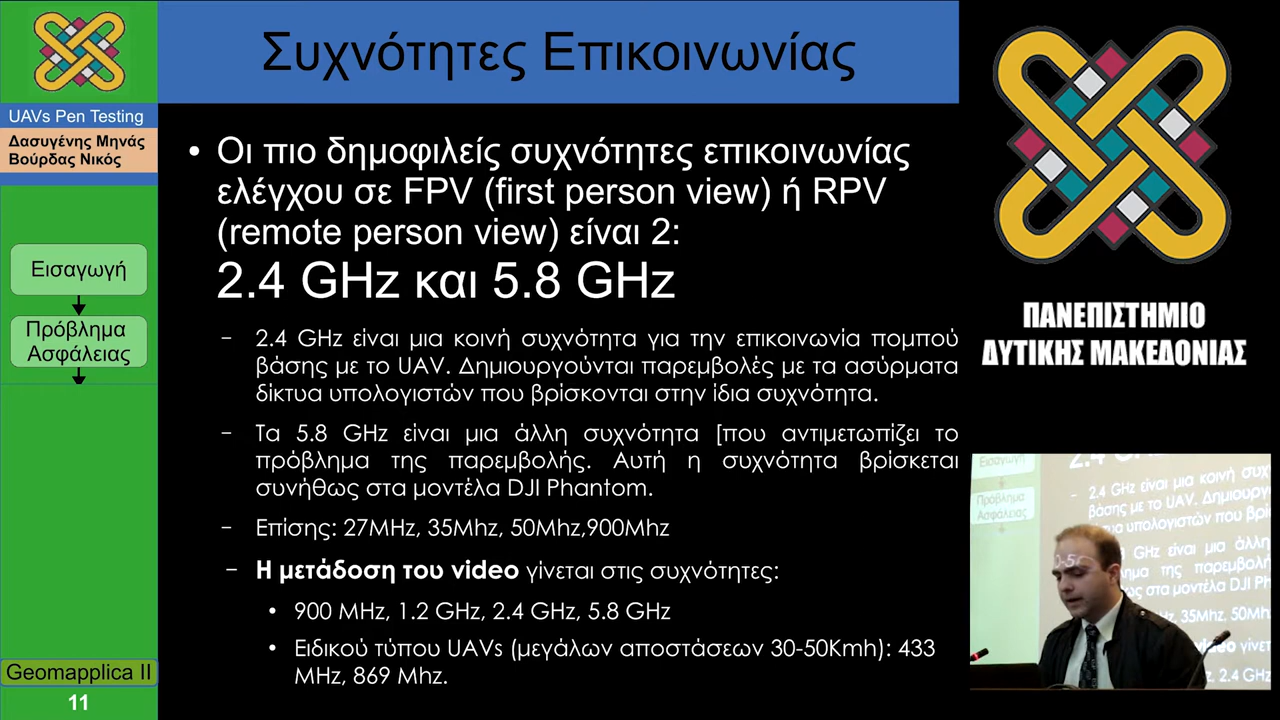 Συχνότητες Επικοινωνίας
UAVs Pen Testing
Δασυγένης Μηνάς
Βούρδας Νικός
Εισαγωγή
Πρόβλημα
Ασφάλειας
Geomapplica II
11
• Οι πιο δημοφιλείς συχνότητες επικοινωνίας
ελέγχου σε FPV (first person view) ή RPV
(remote person view) είναι 2:
2.4 GHz και 5.8 GHz
– 2.4 GHz είναι μια κοινή συχνότητα για την επικοινωνία πομπού
βάσης με το UAV. Δημιουργούνται παρεμβολές με τα ασύρματα
δίκτυα υπολογιστών που βρίσκονται στην ίδια συχνότητα.
– Τα 5.8 GHz είναι μια άλλη συχνότητα [που αντιμετωπίζει το
πρόβλημα της παρεμβολής. Αυτή η συχνότητα βρίσκεται
συνήθως στα μοντέλα DJI Phantom.
– Επίσης: 27MHz, 35Mhz, 50Mhz,900Mhz
– Η μετάδοση του video γίνεται στις συχνότητες:
• 900 MHz, 1.2 GHz, 2.4 GHz, 5.8 GHz
• Ειδικού τύπου UAVs (μεγάλων αποστάσεων 30-50Kmh): 433
MHz, 869 Mhz.
ΠΑΝΕΠΙΣΤΗΜΙΟ
ΔΥΤΙΚΗΣ ΜΑΚΕΔΟΝΙΑΣ